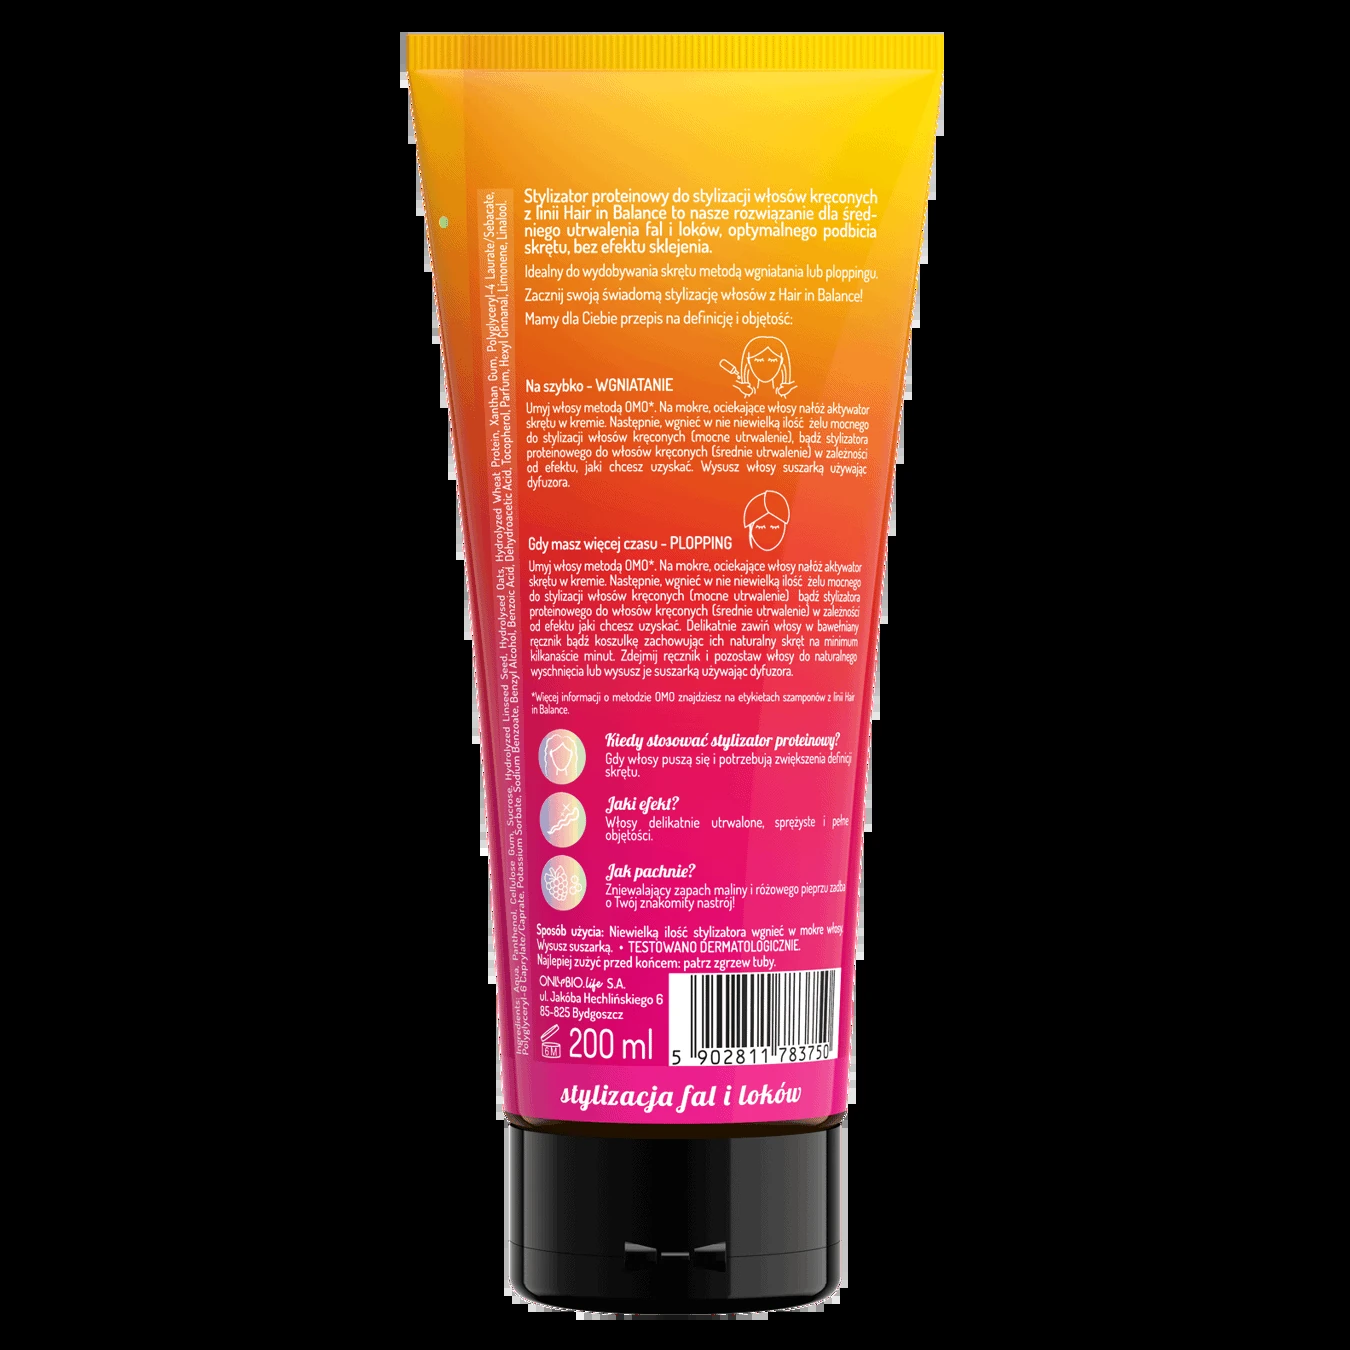 Stylizator proteinowy do stylizacji włosów kręconych
z linii Hair in Balance to nasze rozwiązanie dla śred-
niego utrwalenia fal i loków, optymalnego podbicia
skrętu, bez efektu sklejenia.
Idealny do wydobywania skrętu metodą wgniatania lub ploppingu.
Zacznij swoją świadomą stylizację włosów z Hair in Balance!
Mamy dla Ciebie przepis na definicję i objętość:
Na szybko - WGNIATANIE
Umyj włosy metodą OMO*. Na mokre, ociekające włosy nałóż aktywator
skrętu w kremie. Następnie, wgnieć w nie niewielką ilość żelu mocnego
do stylizacji włosów kręconych (mocne utrwalenie), bądź stylizatora
proteinowego do włosów kręconych (średnie utrwalenie) w zależności
od efektu, jaki chcesz uzyskać. Wysusz włosy suszarką używając
dyfuzora.
Gdy masz więcej czasu - PLOPPING
Umyj włosy metodą OMO*. Na mokre, ociekające włosy nałóż aktywator
skrętu w kremie. Następnie, wgnieć w nie niewielką ilość żelu mocnego
do stylizacji włosów kręconych (mocne utrwalenie) bądź stylizatora
proteinowego do włosów kręconych (średnie utrwalenie) w zależności
od efektu jaki chcesz uzyskać. Delikatnie zawiń włosy w bawełniany
ręcznik bądź koszulkę zachowując ich naturalny skręt na minimum
kilkanaście minut. Zdejmij ręcznik i pozostaw włosy do naturalnego
wyschnięcia lub wysusz je suszarką używając dyfuzora.
*Więcej informacji o metodzie OMO znajdziesz na etykietach szamponów z linii Hair
in Balance.
Kiedy stosować stylizator proteinowy?
Gdy włosy puszą się i potrzebują zwiększenia definicji
skrętu.
Jaki efekt?
Włosy delikatnie utrwalone, sprężyste i pełne
objętości.
Jak pachnie?
Zniewalający zapach maliny i różowego pieprzu zadba
o Twój znakomity nastrój!
Sposób użycia: Niewielką ilość stylizatora wgnieć w mokre włosy.
Wysusz suszarką. • TESTOWANO DERMATOLOGICZNIE.
Najlepiej zużyć przed końcem: patrz zgrzew tuby.
ONLYBIO.life S.A.
ul. Jakóba Hechlińskiego 6
85-825 Bydgoszcz
6M 200 ml
5 902811 783750
stylizacja fal i loków
Ingredients: Aqua, Panthenol, Cellulose Gum, Sucrose, Hydrolyzed Linseed Seed, Hydrolysed Oats, Hydrolyzed Wheat Protein, Xanthan Gum, Polyglyceryl-4 Laurate/Sebacate,
Polyglyceryl-6 Caprylate/Caprate, Potassium Sorbate, Sodium Benzoate, Benzyl Alcohol, Benzoic Acid, Dehydroacetic Acid, Tocopherol, Parfum, Hexyl Cinnanal, Limonene, Linalool.